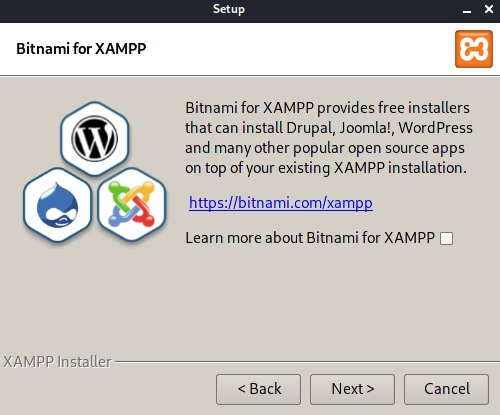 Setup
Bitnami for XAMPP
Bitnami for XAMPP provides free installers
that can install Drupal, Joomla!, WordPress
and many other popular open source apps
on top of your existing XAMPP installation.
https://bitnami.com/xampp
Learn more about Bitnami for XAMPP
XAMPP Installer
< Back
Next >
Cancel